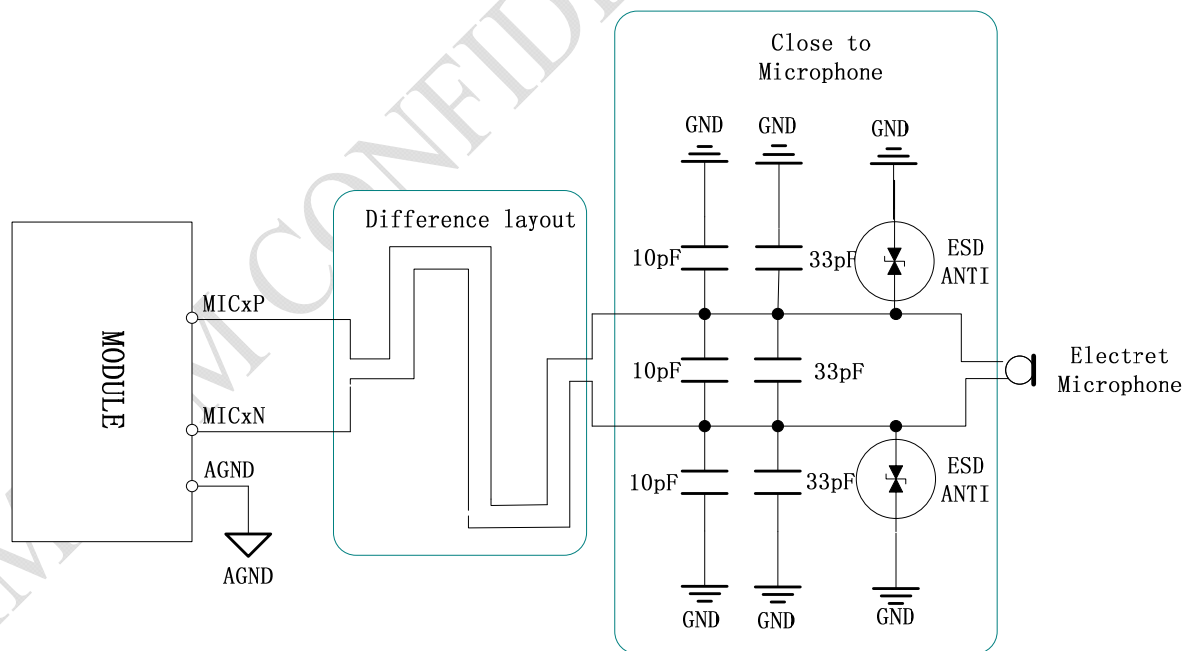 Close to
Microphone
GND GND GND
Difference layout
10pF 33pF ESD
ANTI
MICxP
MODULE
10pF 33pF
Electret
Microphone
MICxN
AGND
10pF 33pF ESD
ANTI
AGND
GND GND GND
CONFID